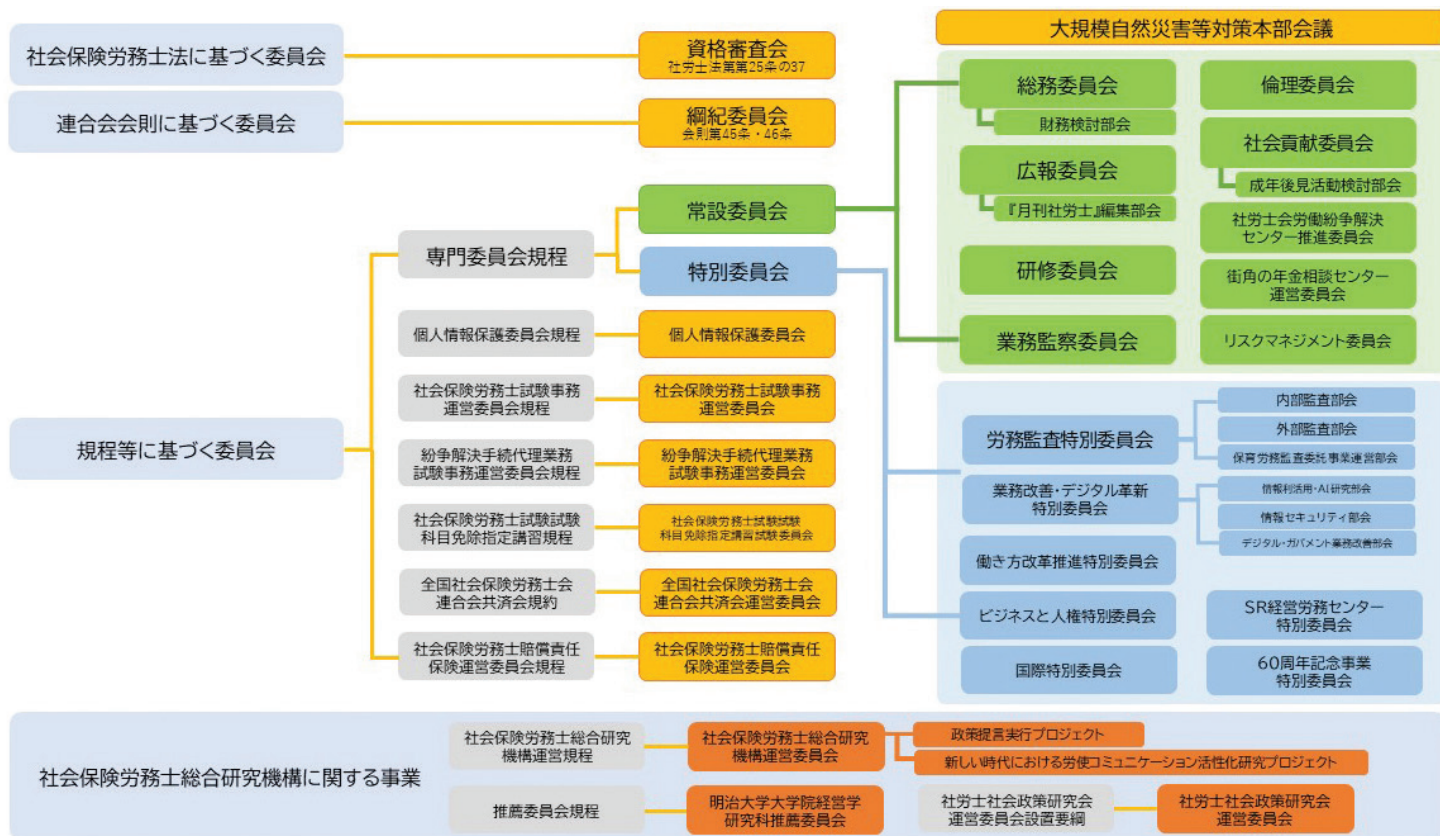 社会保険労務士法に基づく委員会
資格審査会
社労士法第第25条の37
連合会会則に基づく委員会
綱紀委員会
会則第45条・46条
規程等に基づく委員会
専門委員会規程
常設委員会
特別委員会
個人情報保護委員会規程
個人情報保護委員会
社会保険労務士試験事務
運営委員会規程
社会保険労務士試験事務
運営委員会
紛争解決手続代理業務
試験事務運営委員会規程
紛争解決手続代理業務
試験事務運営委員会
社会保険労務士試験試験
科目免除指定講習規程
社会保険労務士試験試験
科目免除指定講習試験委員会
全国社会保険労務士会
連合会共済会規約
全国社会保険労務士会
連合会共済会運営委員会
社会保険労務士賠償責任
保険運営委員会規程
社会保険労務士賠償責任
保険運営委員会
大規模自然災害等対策本部会議
総務委員会
財務検討部会
広報委員会
『月刊社労士』編集部会
研修委員会
業務監察委員会
倫理委員会
社会貢献委員会
成年後見活動検討部会
社労士会労働紛争解決
センター推進委員会
街角の年金相談センター
運営委員会
リスクマネジメント委員会
労務監査特別委員会
内部監査部会
外部監査部会
保育労務監査委託事業運営部会
業務改善・デジタル革新
特別委員会
情報利活用・AI研究部会
情報セキュリティ部会
デジタル・ガバメント業務改善部会
働き方改革推進特別委員会
ビジネスと人権特別委員会
SR経営労務センター
特別委員会
国際特別委員会
60周年記念事業
特別委員会
社会保険労務士総合研究機構に関する事業
社会保険労務士総合研究
機構運営規程
社会保険労務士総合研究
機構運営委員会
政策提言実行プロジェクト
新しい時代における労使コミュニケーション活性化研究プロジェクト
推薦委員会規程
明治大学大学院経営学
研究科推薦委員会
社労士社会政策研究会
運営委員会設置要綱
社労士社会政策研究会
運営委員会